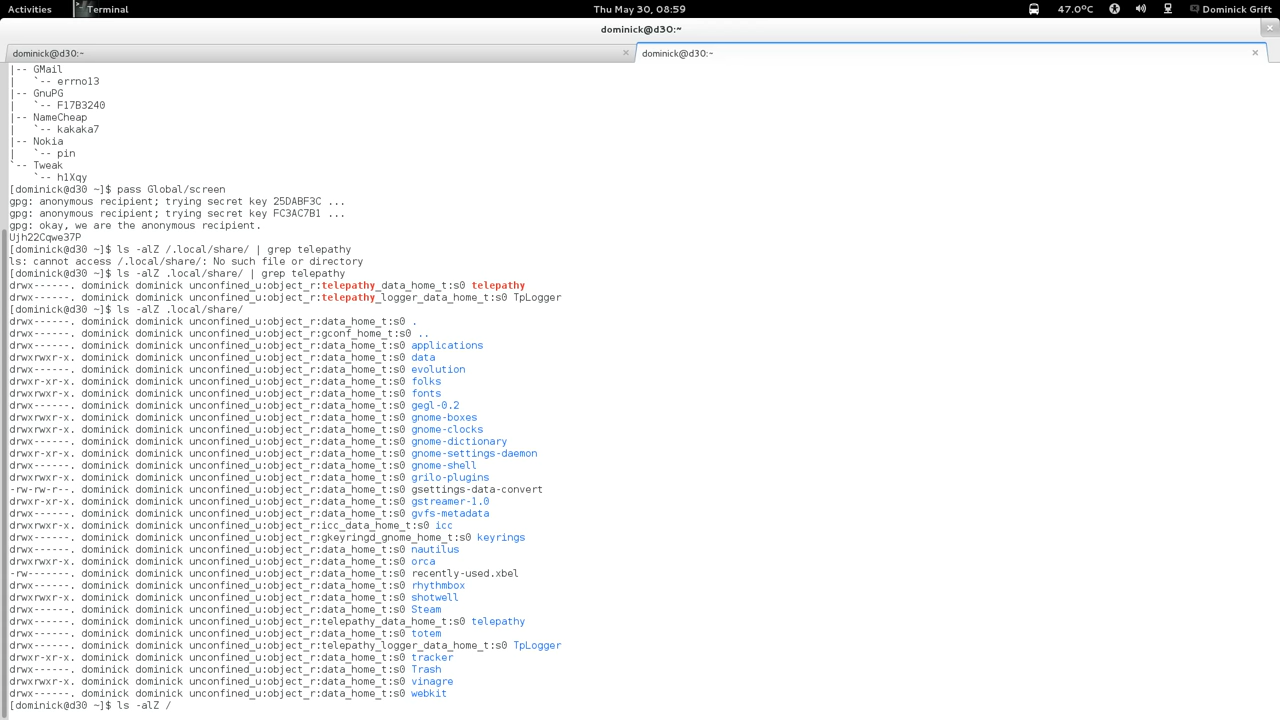 Activities Terminal Thu May 30, 08:59 47.0°C Dominick Grift
dominick@d30:~
dominick@d30:~ × dominick@d30:~ ×
|-- GMail
|   `-- errno13
|-- GnuPG
|   `-- F17B3240
|-- NameCheap
|   `-- kakaka7
|-- Nokia
|   `-- pin
`-- Tweak
    `-- h1Xqy
[dominick@d30 ~]$ pass Global/screen
gpg: anonymous recipient; trying secret key 25DABF3C ...
gpg: anonymous recipient; trying secret key FC3AC7B1 ...
gpg: okay, we are the anonymous recipient.
Ujh22Cqwe37P
[dominick@d30 ~]$ ls -alZ /.local/share/ | grep telepathy
ls: cannot access /.local/share/: No such file or directory
[dominick@d30 ~]$ ls -alZ .local/share/ | grep telepathy
drwx------. dominick dominick unconfined_u:object_r:telepathy_data_home_t:s0 telepathy
drwx------. dominick dominick unconfined_u:object_r:telepathy_logger_data_home_t:s0 TpLogger
[dominick@d30 ~]$ ls -alZ .local/share/
drwx------. dominick dominick unconfined_u:object_r:data_home_t:s0 .
drwx------. dominick dominick unconfined_u:object_r:gconf_home_t:s0 ..
drwx------. dominick dominick unconfined_u:object_r:data_home_t:s0 applications
drwxrwxr-x. dominick dominick unconfined_u:object_r:data_home_t:s0 data
drwx------. dominick dominick unconfined_u:object_r:data_home_t:s0 evolution
drwxr-xr-x. dominick dominick unconfined_u:object_r:data_home_t:s0 folks
drwxrwxr-x. dominick dominick unconfined_u:object_r:data_home_t:s0 fonts
drwx------. dominick dominick unconfined_u:object_r:data_home_t:s0 gegl-0.2
drwxrwxr-x. dominick dominick unconfined_u:object_r:data_home_t:s0 gnome-boxes
drwxrwxr-x. dominick dominick unconfined_u:object_r:data_home_t:s0 gnome-clocks
drwx------. dominick dominick unconfined_u:object_r:data_home_t:s0 gnome-dictionary
drwxr-xr-x. dominick dominick unconfined_u:object_r:data_home_t:s0 gnome-settings-daemon
drwx------. dominick dominick unconfined_u:object_r:data_home_t:s0 gnome-shell
drwxrwxr-x. dominick dominick unconfined_u:object_r:data_home_t:s0 grilo-plugins
-rw-rw-r--. dominick dominick unconfined_u:object_r:data_home_t:s0 gsettings-data-convert
drwxr-xr-x. dominick dominick unconfined_u:object_r:data_home_t:s0 gstreamer-1.0
drwx------. dominick dominick unconfined_u:object_r:data_home_t:s0 gvfs-metadata
drwxrwxr-x. dominick dominick unconfined_u:object_r:icc_data_home_t:s0 icc
drwx------. dominick dominick unconfined_u:object_r:gkeyringd_gnome_home_t:s0 keyrings
drwx------. dominick dominick unconfined_u:object_r:data_home_t:s0 nautilus
drwxrwxr-x. dominick dominick unconfined_u:object_r:data_home_t:s0 orca
-rw-------. dominick dominick unconfined_u:object_r:data_home_t:s0 recently-used.xbel
drwx------. dominick dominick unconfined_u:object_r:data_home_t:s0 rhythmbox
drwxrwxr-x. dominick dominick unconfined_u:object_r:data_home_t:s0 shotwell
drwx------. dominick dominick unconfined_u:object_r:data_home_t:s0 Steam
drwx------. dominick dominick unconfined_u:object_r:telepathy_data_home_t:s0 telepathy
drwx------. dominick dominick unconfined_u:object_r:data_home_t:s0 totem
drwx------. dominick dominick unconfined_u:object_r:telepathy_logger_data_home_t:s0 TpLogger
drwxr-xr-x. dominick dominick unconfined_u:object_r:data_home_t:s0 tracker
drwx------. dominick dominick unconfined_u:object_r:data_home_t:s0 Trash
drwxrwxr-x. dominick dominick unconfined_u:object_r:data_home_t:s0 vinagre
drwx------. dominick dominick unconfined_u:object_r:data_home_t:s0 webkit
[dominick@d30 ~]$ ls -alZ /